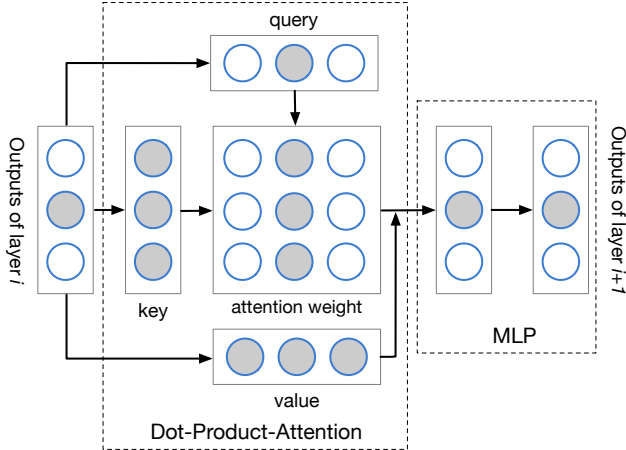 query
Outputs of layer i
key
attention weight
value
Dot-Product-Attention
MLP
Outputs of layer i+1